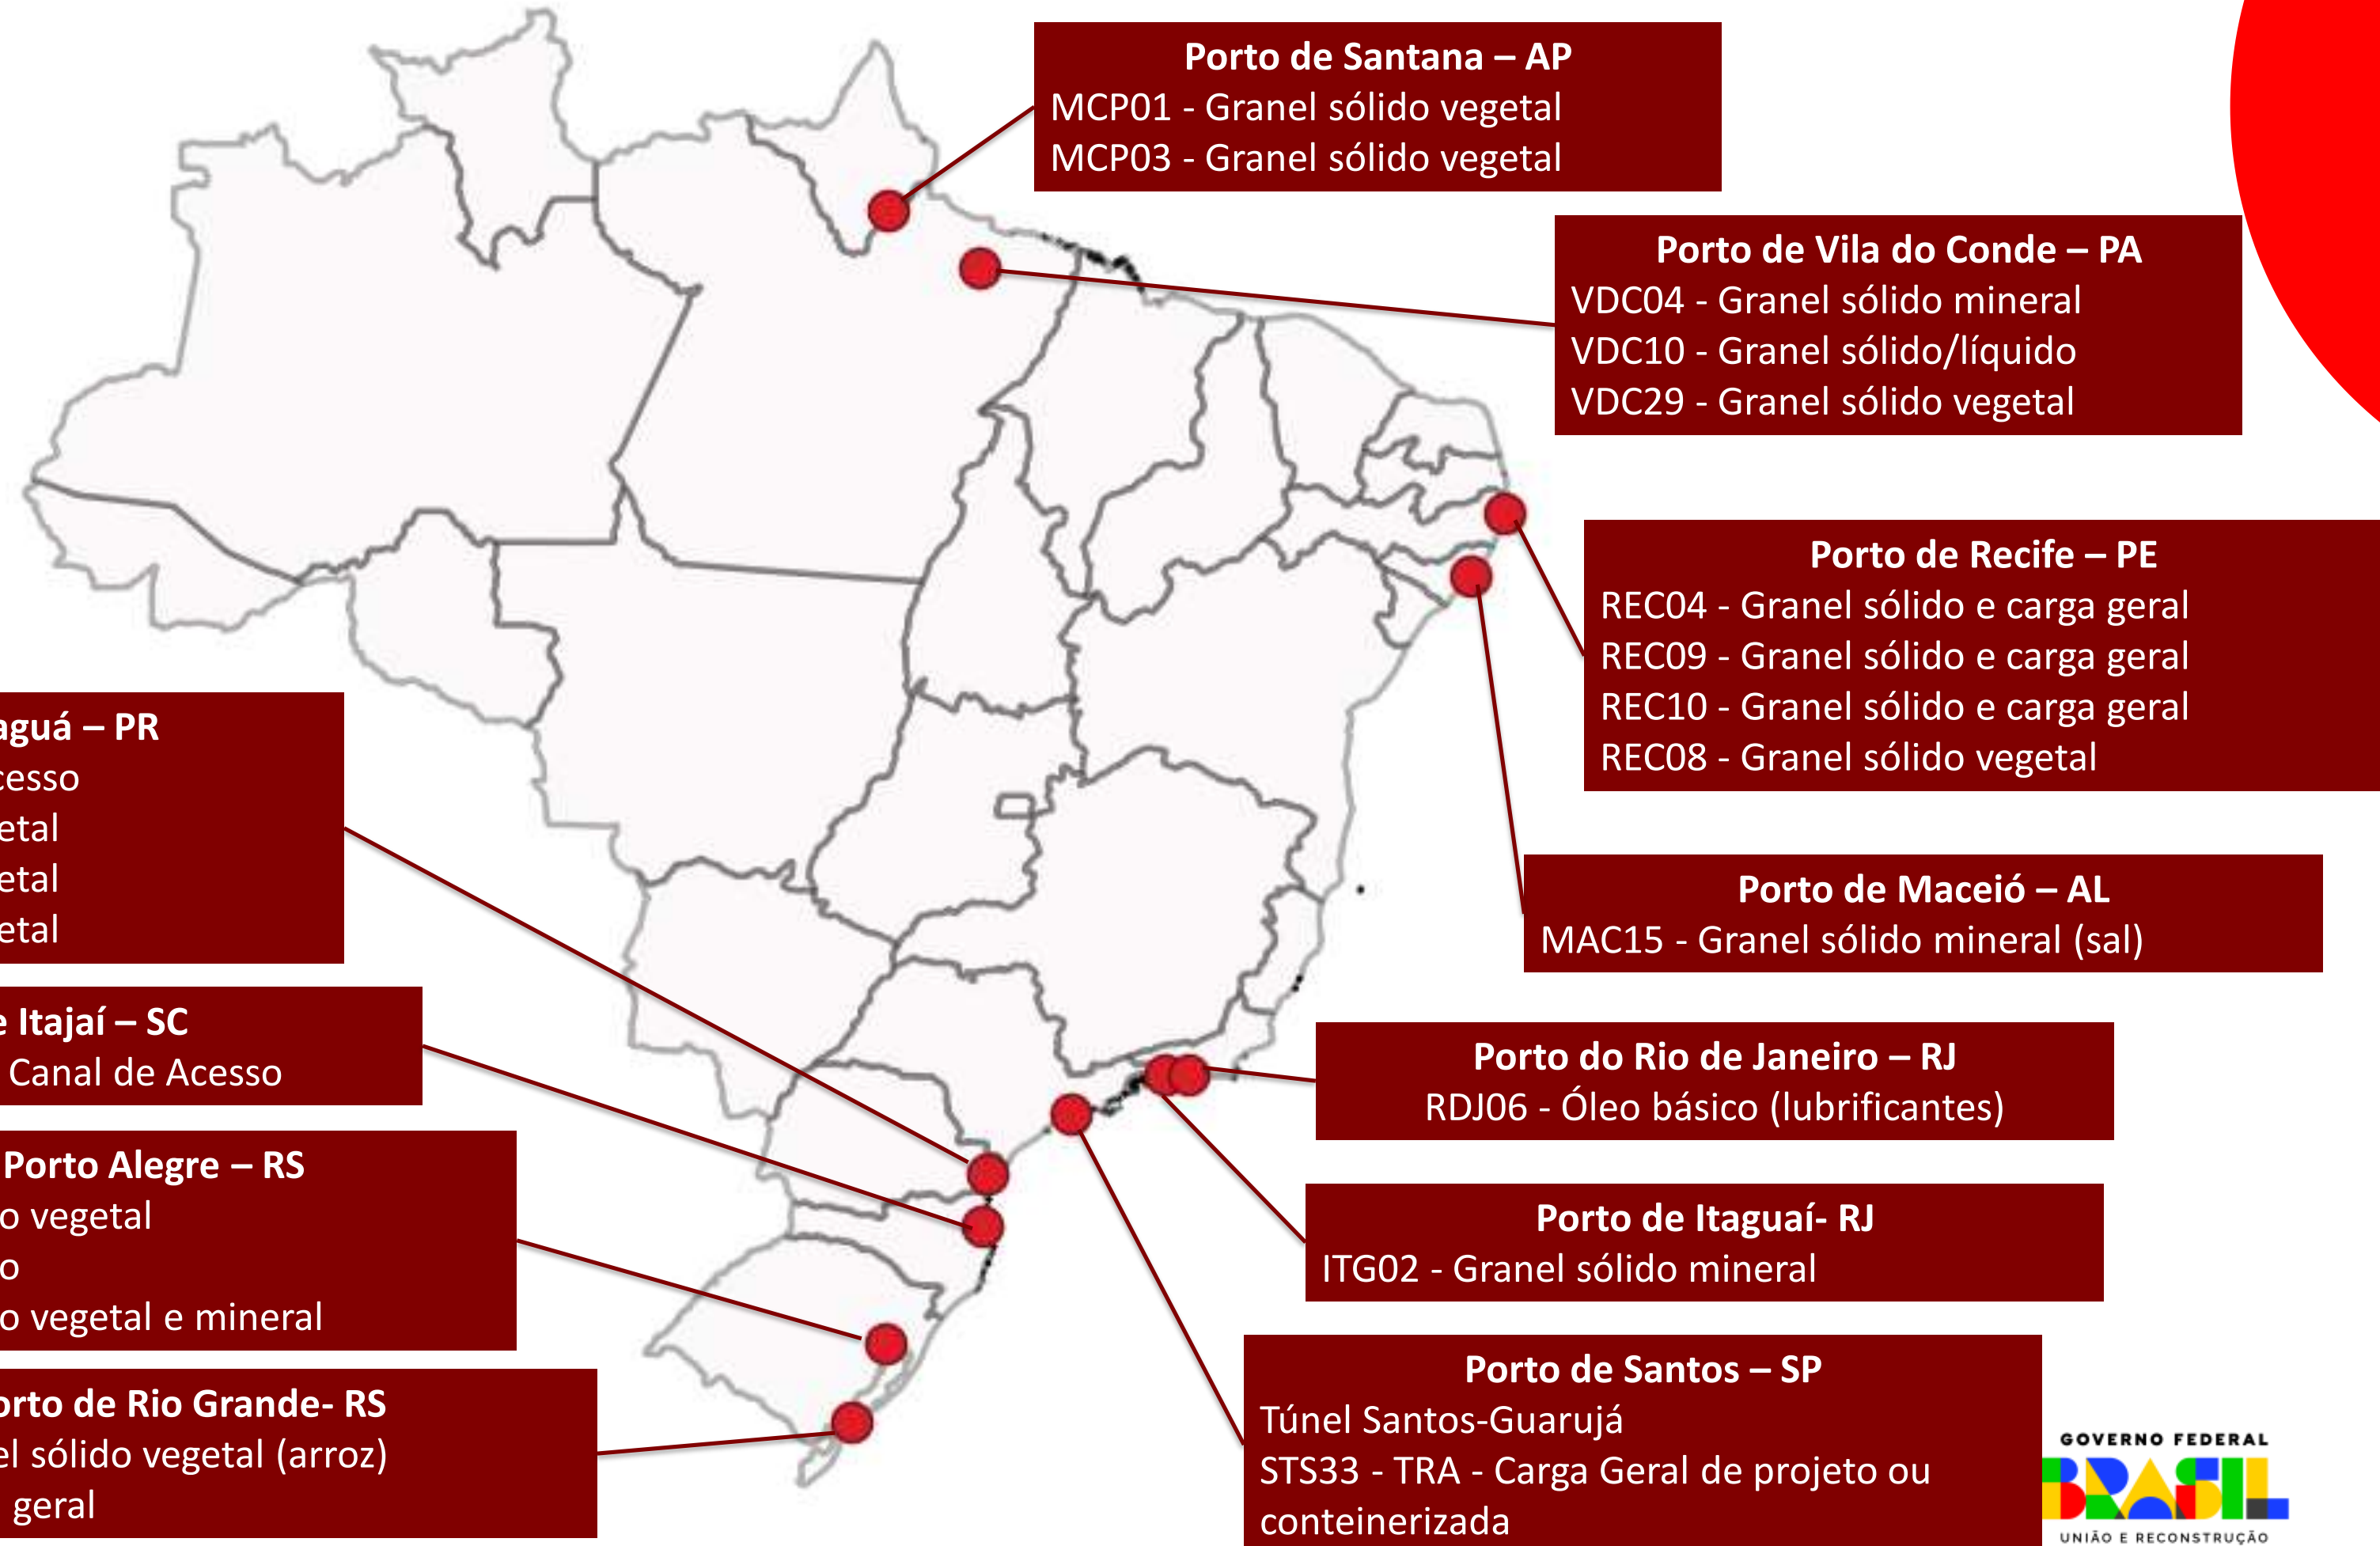 Porto de Santana – AP
MCP01 - Granel sólido vegetal
MCP03 - Granel sólido vegetal
Porto de Vila do Conde – PA
VDC04 - Granel sólido mineral
VDC10 - Granel sólido/líquido
VDC29 - Granel sólido vegetal
Porto de Recife – PE
REC04 - Granel sólido e carga geral
REC09 - Granel sólido e carga geral
REC10 - Granel sólido e carga geral
REC08 - Granel sólido vegetal
Porto de Maceió – AL
MAC15 - Granel sólido mineral (sal)
Porto do Rio de Janeiro – RJ
RDJ06 - Óleo básico (lubrificantes)
Porto de Itaguaí- RJ
ITG02 - Granel sólido mineral
Porto de Santos – SP
Túnel Santos-Guarujá
STS33 - TRA - Carga Geral de projeto ou
conteinerizada
aguá – PR
cesso
etal
etal
etal
e Itajaí – SC
Canal de Acesso
Porto Alegre – RS
o vegetal
o
o vegetal e mineral
orto de Rio Grande- RS
el sólido vegetal (arroz)
geral
GOVERNO FEDERAL
BRASIL
UNIÃO E RECONSTRUÇÃO